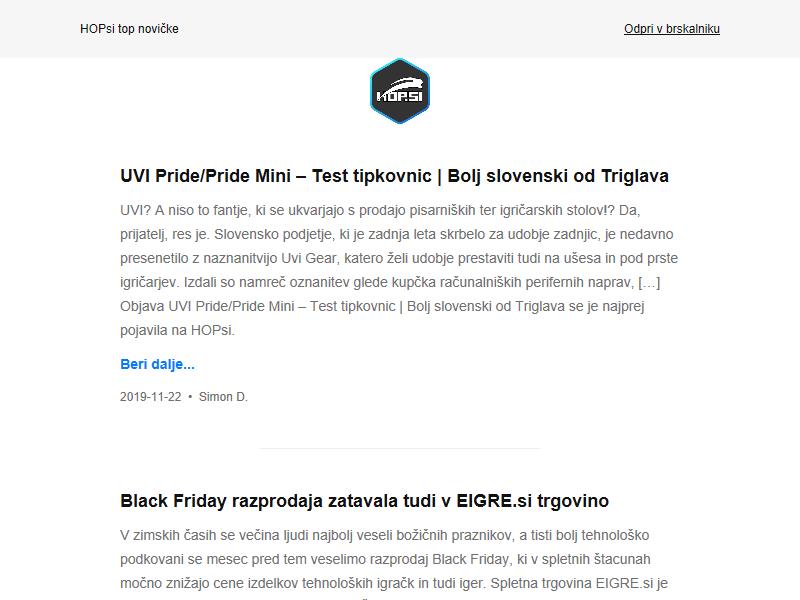 HOPsi top novičke
Odpri v brskalniku
HOP.SI
UVI Pride/Pride Mini – Test tipkovnic | Bolj slovenski od Triglava
UVI? A niso to fantje, ki se ukvarjajo s prodajo pisarniških ter igričarskih stolov!? Da,
prijatelj, res je. Slovensko podjetje, ki je zadnja leta skrbelo za udobje zadnjic, je nedavno
presenetilo z naznanitvijo Uvi Gear, katero želi udobje prestaviti tudi na ušesa in pod prste
igričarjev. Izdali so namreč oznanitev glede kupčka računalniških perifernih naprav, […]
Objava UVI Pride/Pride Mini – Test tipkovnic | Bolj slovenski od Triglava se je najprej
pojavila na HOPsi.
Beri dalje...
2019-11-22 • Simon D.
Black Friday razprodaja zatavala tudi v EIGRE.si trgovino
V zimskih časih se večina ljudi najbolj veseli božičnih praznikov, a tisti bolj tehnološko
podkovani se mesec pred tem veselimo razprodaj Black Friday, ki v spletnih štacunah
močno znižajo cene izdelkov tehnoloških igračk in tudi iger. Spletna trgovina EIGRE.si je